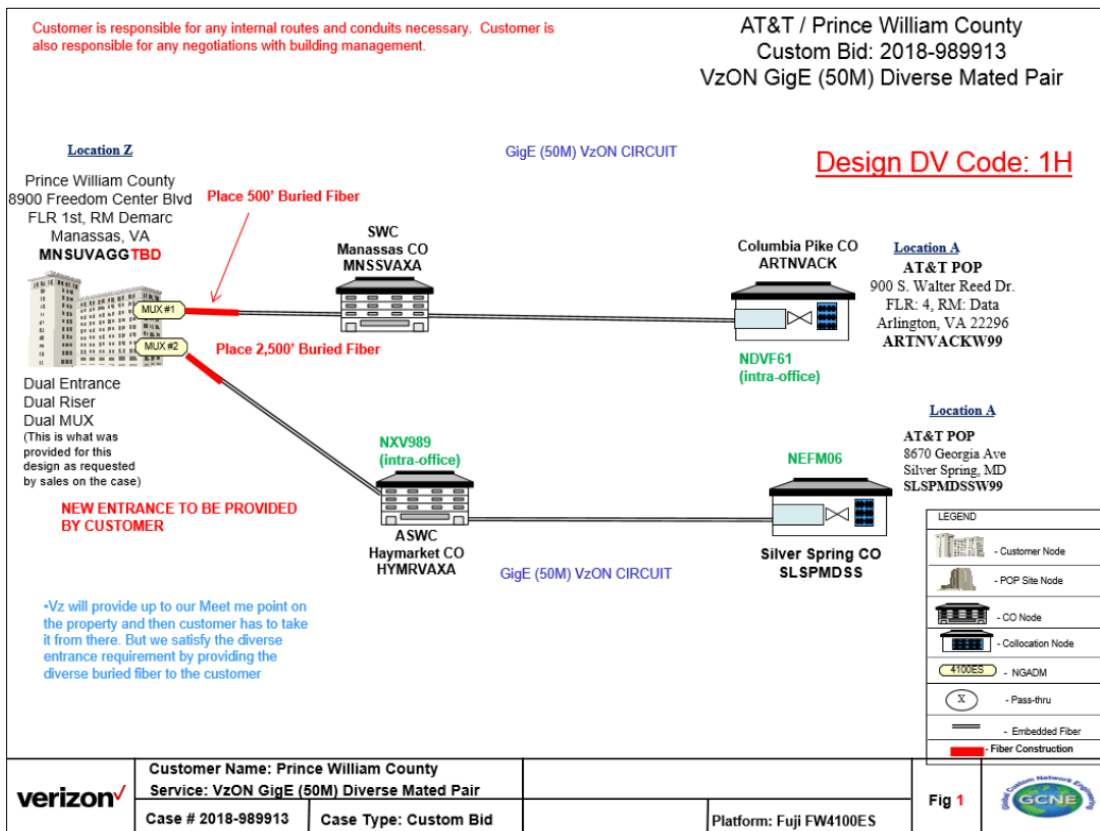 Customer is responsible for any internal routes and conduits necessary. Customer is
also responsible for any negotiations with building management.
AT&T / Prince William County
Custom Bid: 2018-989913
VzON GigE (50M) Diverse Mated Pair
Location Z
GigE (50M) VzON CIRCUIT
Design DV Code: 1H
Prince William County
8900 Freedom Center Blvd
FLR 1st, RM Demarc
Manassas, VA
MNSUVAGGTBD
Place 500' Buried Fiber
SWC
Manassas CO
MNSSVAXA
Columbia Pike CO
ARTNVACK
Location A
AT&T POP
900 S. Walter Reed Dr.
FLR: 4, RM: Data
Arlington, VA 22296
ARTNVACKW99
MUX #1
MUX #2
Place 2,500' Buried Fiber
NDVF61
(intra-office)
Dual Entrance
Dual Riser
Dual MUX
(This is what was
provided for this
design as requested
by sales on the case)
NXV989
(intra-office)
NEFM06
Location A
AT&T POP
8670 Georgia Ave
Silver Spring, MD
SLSPMDSSW99
NEW ENTRANCE TO BE PROVIDED
BY CUSTOMER
ASWC
Haymarket CO
HYMRVAXA
GigE (50M) VzON CIRCUIT
Silver Spring CO
SLSPMDSS
•Vz will provide up to our Meet me point on
the property and then customer has to take
it from there. But we satisfy the diverse
entrance requirement by providing the
diverse buried fiber to the customer
LEGEND
- Customer Node
- POP Site Node
- CO Node
- Collocation Node
4100ES - NGADM
X - Pass-thru
- Embedded Fiber
- Fiber Construction
verizon
Customer Name: Prince William County
Service: VzON GigE (50M) Diverse Mated Pair
Case # 2018-989913
Case Type: Custom Bid
Platform: Fuji FW4100ES
Fig 1
Global Custom Network Engineering
GCNE